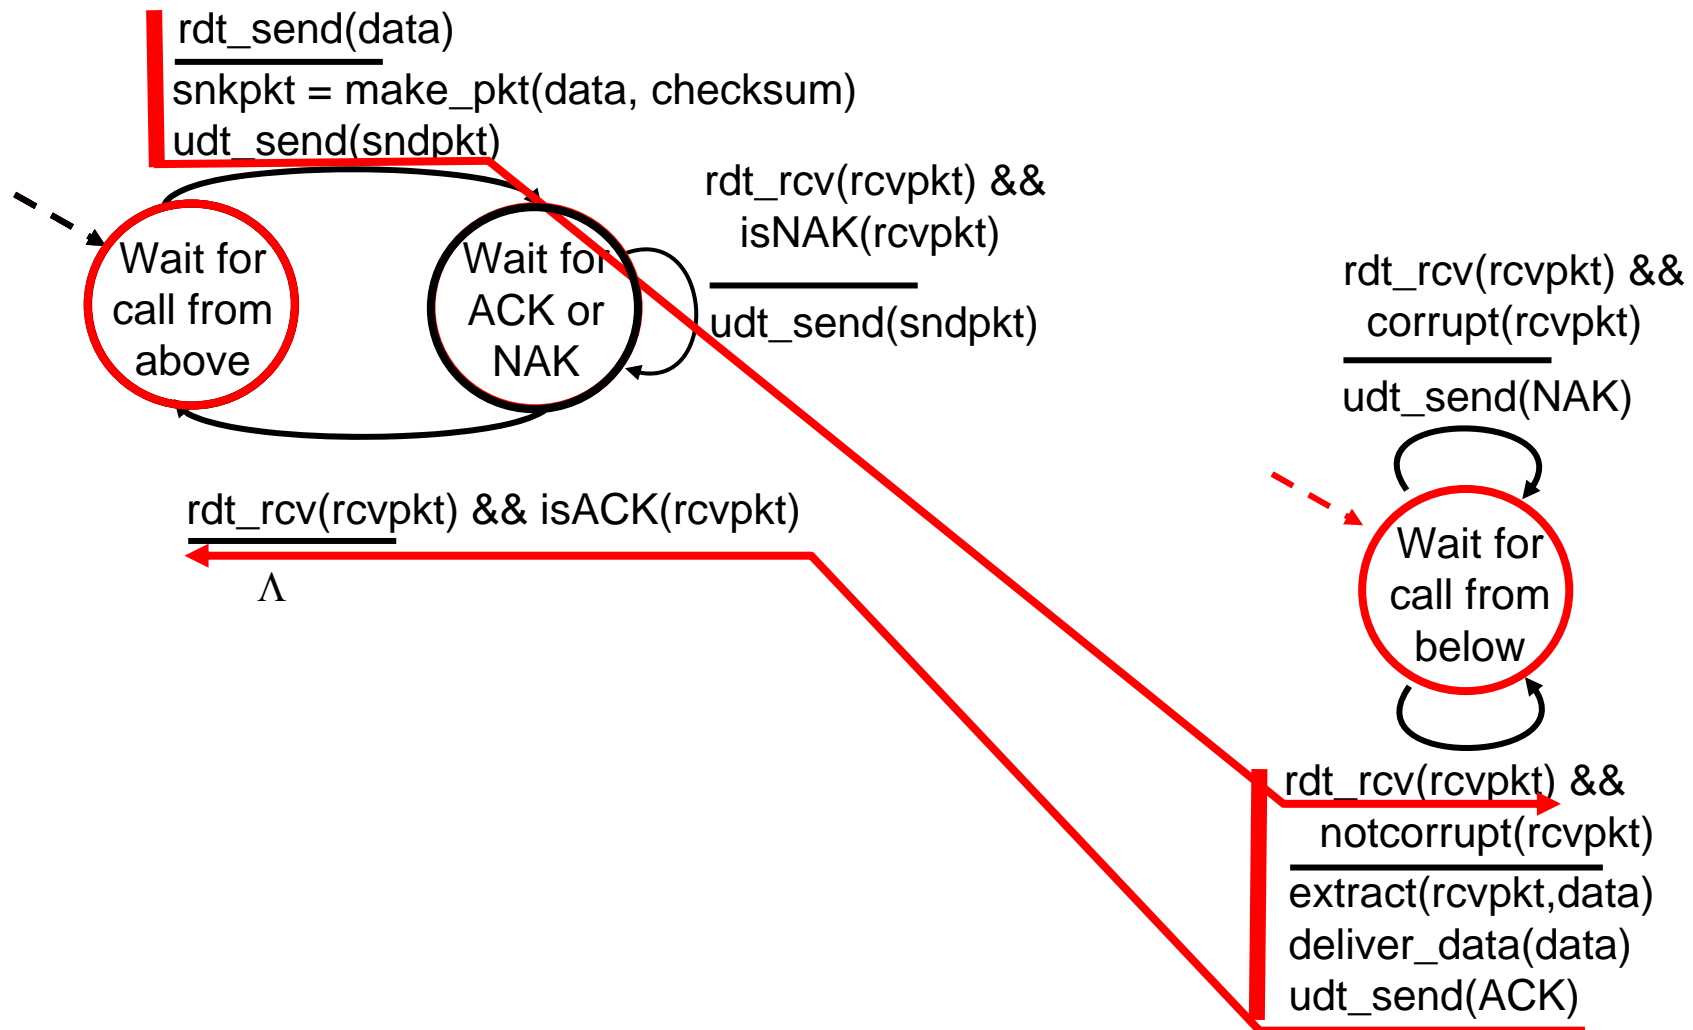 rdt_send(data)
snkpkt = make_pkt(data, checksum)
udt_send(sndpkt)
rdt_rcv(rcvpkt) &&
isNAK(rcvpkt)
udt_send(sndpkt)
Wait for
call from
above
Wait for
ACK or
NAK
rdt_rcv(rcvpkt) && isACK(rcvpkt)
Λ
rdt_rcv(rcvpkt) &&
corrupt(rcvpkt)
udt_send(NAK)
Wait for
call from
below
rdt_rcv(rcvpkt) &&
notcorrupt(rcvpkt)
extract(rcvpkt,data)
deliver_data(data)
udt_send(ACK)